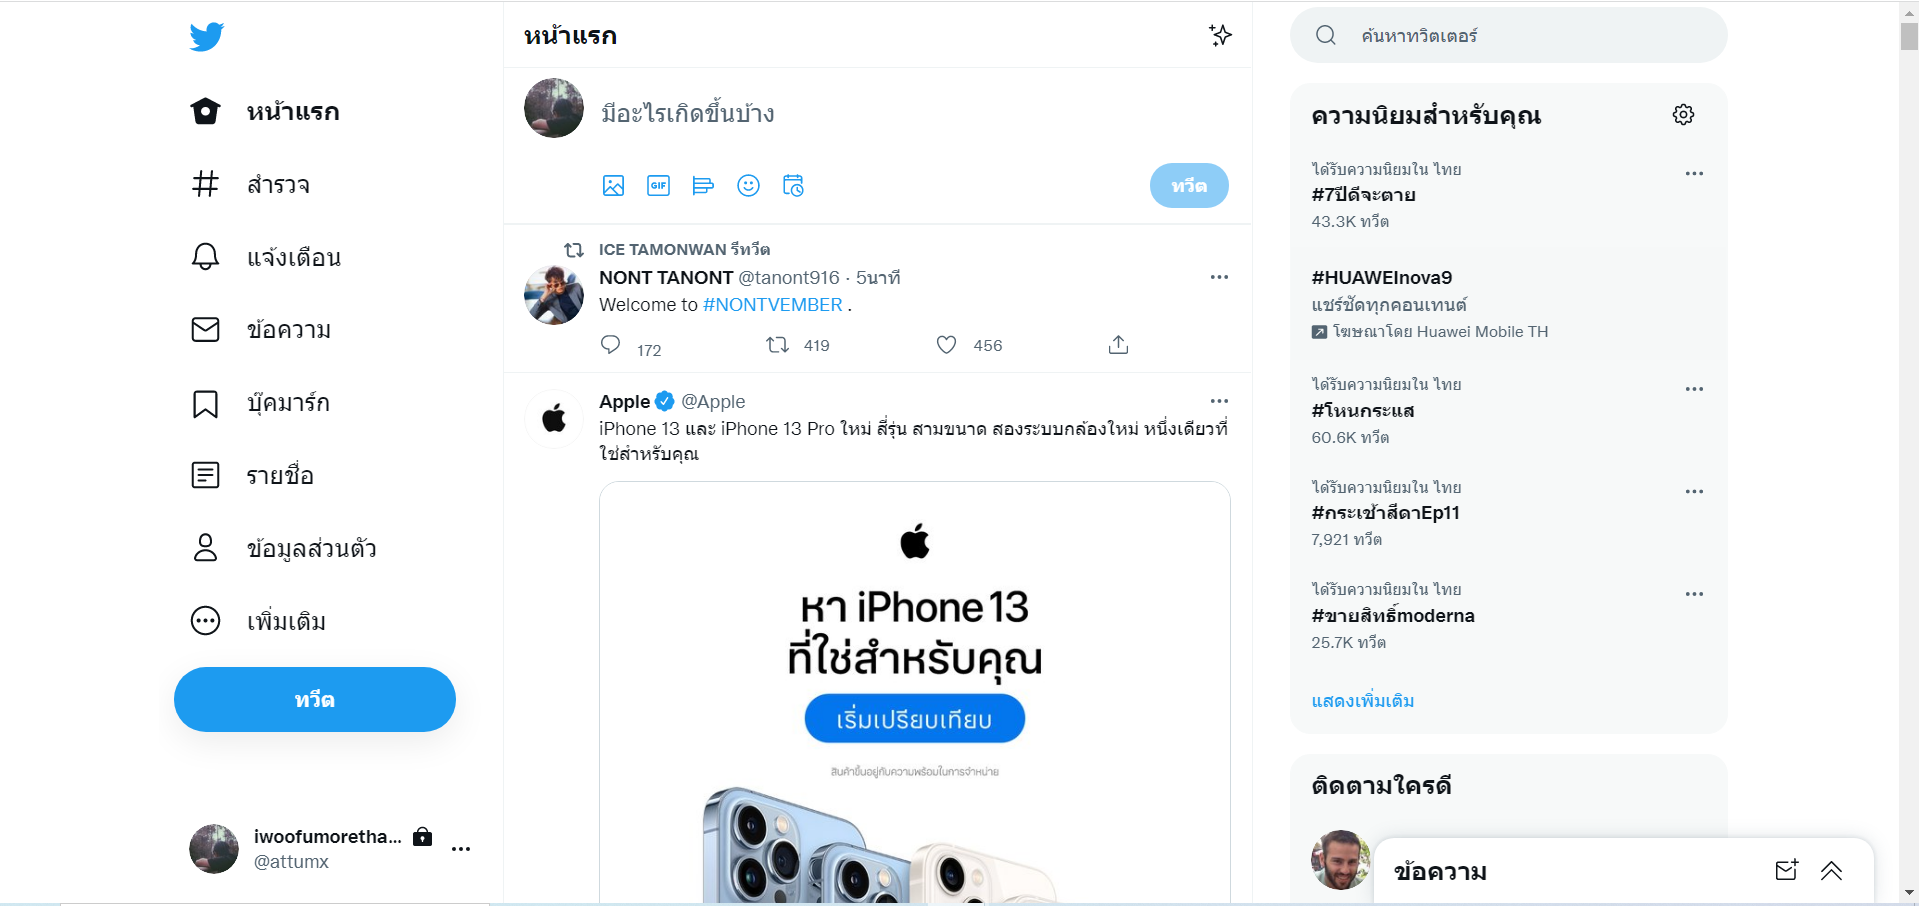 หน้าแรก
สำรวจ
แจ้งเตือน
ข้อความ
บุ๊คมาร์ก
รายชื่อ
ข้อมูลส่วนตัว
เพิ่มเติม
ทวีต
iwoofumoretha...
@attumx
หน้าแรก
มีอะไรเกิดขึ้นบ้าง
GIF
ทวีต
ICE TAMONWAN รีทวีต
NONT TANONT @tanont916 · 5นาที
Welcome to #NONTVEMBER .
172 419 456
Apple @Apple
iPhone 13 และ iPhone 13 Pro ใหม่ สี่รุ่น สามขนาด สองระบบกล้องใหม่ หนึ่งเดียวที่
ใช่สำหรับคุณ
หา iPhone 13
ที่ใช่สำหรับคุณ
เริ่มเปรียบเทียบ
สินค้าขึ้นอยู่กับความพร้อมในการจำหน่าย
ค้นหาทวิตเตอร์
ความนิยมสำหรับคุณ
ได้รับความนิยมใน ไทย
#7ปีดีจะตาย
43.3K ทวีต
#HUAWEInova9
แชร์ชัดทุกคอนเทนต์
โฆษณาโดย Huawei Mobile TH
ได้รับความนิยมใน ไทย
#โหนกระแส
60.6K ทวีต
ได้รับความนิยมใน ไทย
#กระเช้าสีดาEp11
7,921 ทวีต
ได้รับความนิยมใน ไทย
#ขายสิทธิ์moderna
25.7K ทวีต
แสดงเพิ่มเติม
ติดตามใครดี
ข้อความ